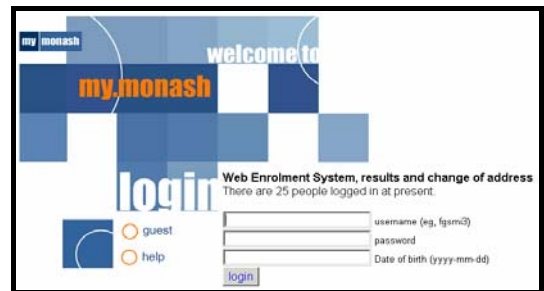 my monash
welcome to
my.monash
login
Web Enrolment System, results and change of address
There are 25 people logged in at present.
username (eg, fgsmi3)
guest
password
help
Date of birth (yyyy-mm-dd)
login